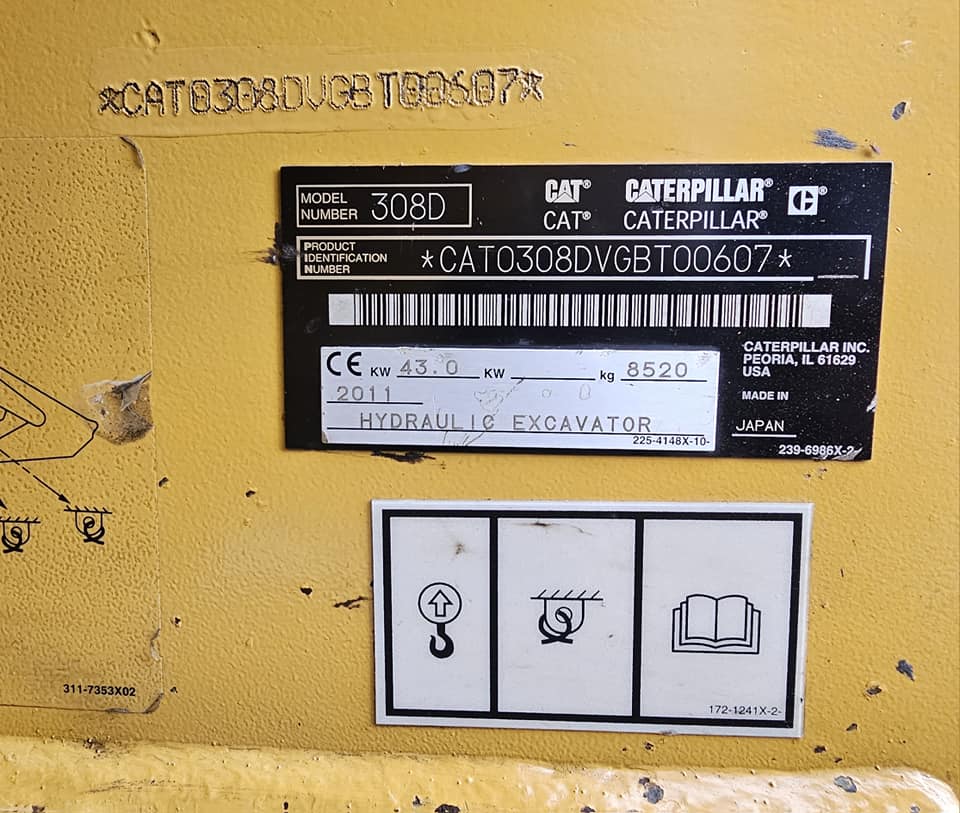 *CAT0308DVGBT00607*
MODEL NUMBER 308D
CAT® CATERPILLAR® ®
CAT® CATERPILLAR®
PRODUCT IDENTIFICATION NUMBER *CAT0308DVGBT00607*
CATERPILLAR INC.
PEORIA, IL 61629
USA
CE KW 43.0 KW kg 8520
2011
MADE IN
HYDRAULIC EXCAVATOR
JAPAN
225-4148X-10-
239-6986X-2
311-7353X02
172-1241X-2-